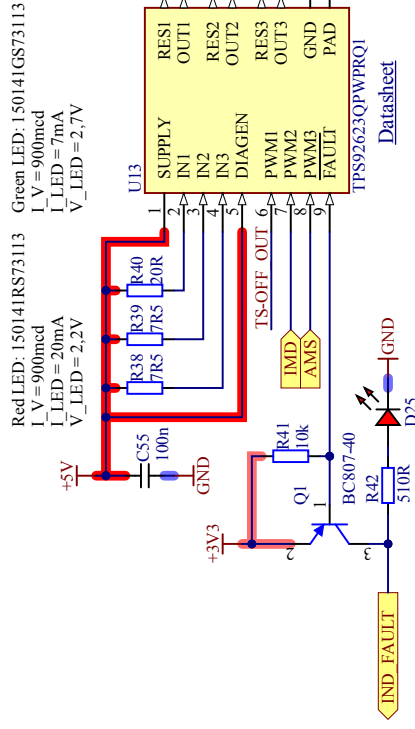 Red LED: 150141RS73113
I_V = 900mcd
I_LED = 20mA
V_LED = 2,2V
Green LED: 150141GS73113
I_V = 900mcd
I_LED = 7mA
V_LED = 2,7V
+5V
C55
100n
GND
R38
7R5
R39
7R5
R40
20R
U13
1 SUPPLY
2 IN1
3 IN2
4 IN3
5 DIAGEN
TS-OFF OUT 6 PWM1
IMD 7 PWM2
AMS 8 PWM3
9 FAULT
RES1
OUT1
RES2
OUT2
RES3
OUT3
GND
PAD
TPS92623QPWPRQ1
Datasheet
+3V3
R41
10k
Q1
1
2
3
BC807-40
R42
510R
D25
GND
IND_FAULT